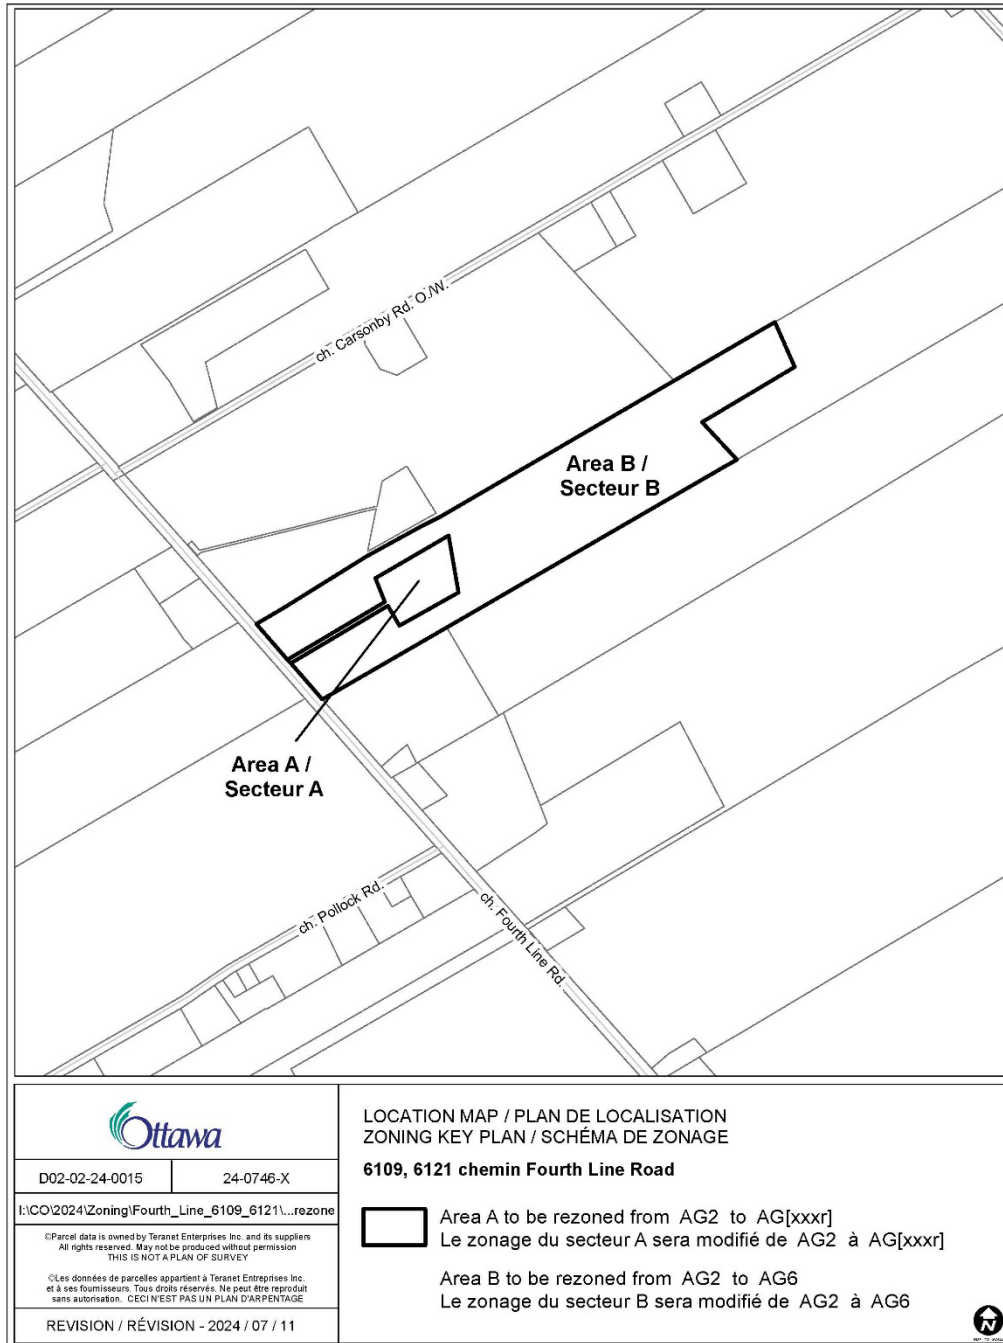 ch. Carsonby Rd. O./W.
Area B /
Secteur B
Area A /
Secteur A
ch. Pollock Rd.
ch. Fourth Line Rd.
Ottawa
D02-02-24-0015
24-0746-X
I:\CO\2024\Zoning\Fourth_Line_6109_6121\...rezone
©Parcel data is owned by Teranet Enterprises Inc. and its suppliers
All rights reserved. May not be produced without permission
THIS IS NOT A PLAN OF SURVEY
©Les données de parcelles appartient à Teranet Entreprises Inc.
et à ses fournisseurs. Tous droits réservés. Ne peut être reproduit
sans autorisation. CECI N'EST PAS UN PLAN D'ARPENTAGE
REVISION / RÉVISION - 2024 / 07 / 11
LOCATION MAP / PLAN DE LOCALISATION
ZONING KEY PLAN / SCHÉMA DE ZONAGE
6109, 6121 chemin Fourth Line Road
Area A to be rezoned from AG2 to AG[xxxr]
Le zonage du secteur A sera modifié de AG2 à AG[xxxr]
Area B to be rezoned from AG2 to AG6
Le zonage du secteur B sera modifié de AG2 à AG6
N